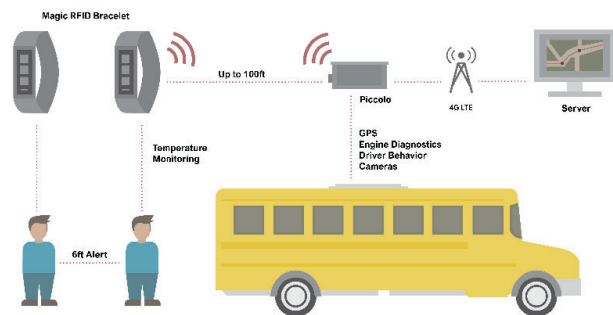 Magic RFID Bracelet
Up to 100ft
Piccolo
4G LTE
Server
Temperature
Monitoring
GPS
Engine Diagnostics
Driver Behavior
Cameras
6ft Alert